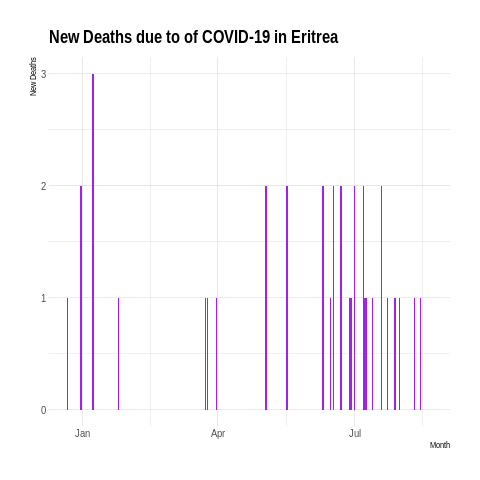 New Deaths due to of COVID-19 in Eritrea
New Deaths
3
2
1
0
Jan Apr Jul
Month